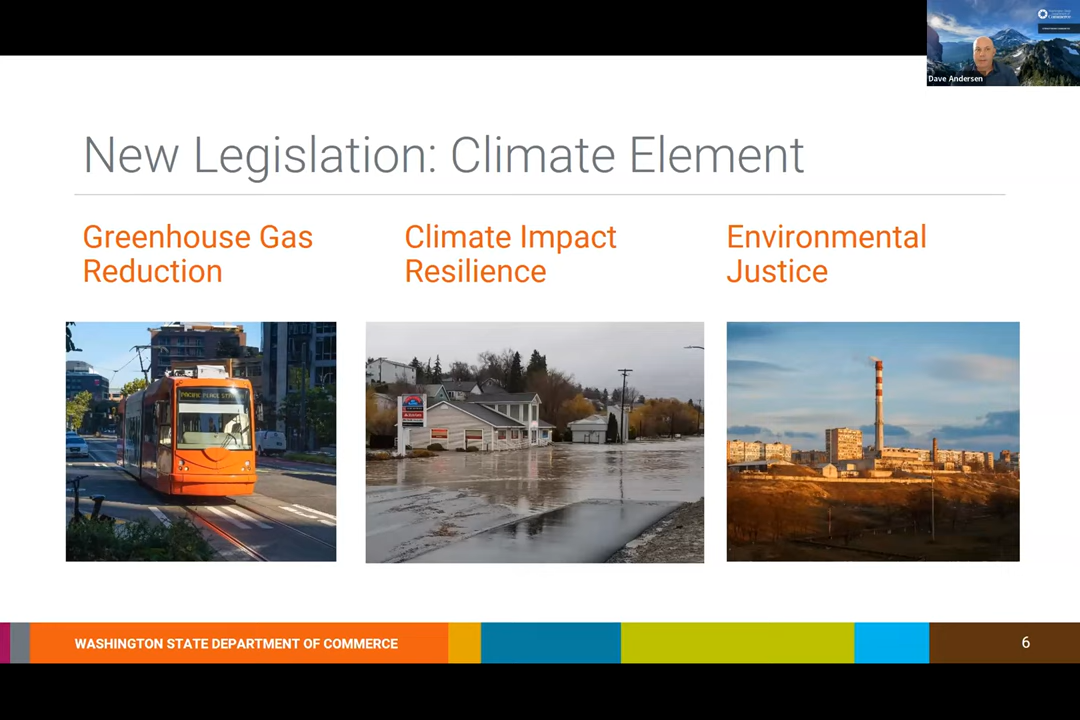 Dave Andersen
New Legislation: Climate Element
Greenhouse Gas
Reduction
Climate Impact
Resilience
Environmental
Justice
WASHINGTON STATE DEPARTMENT OF COMMERCE
6